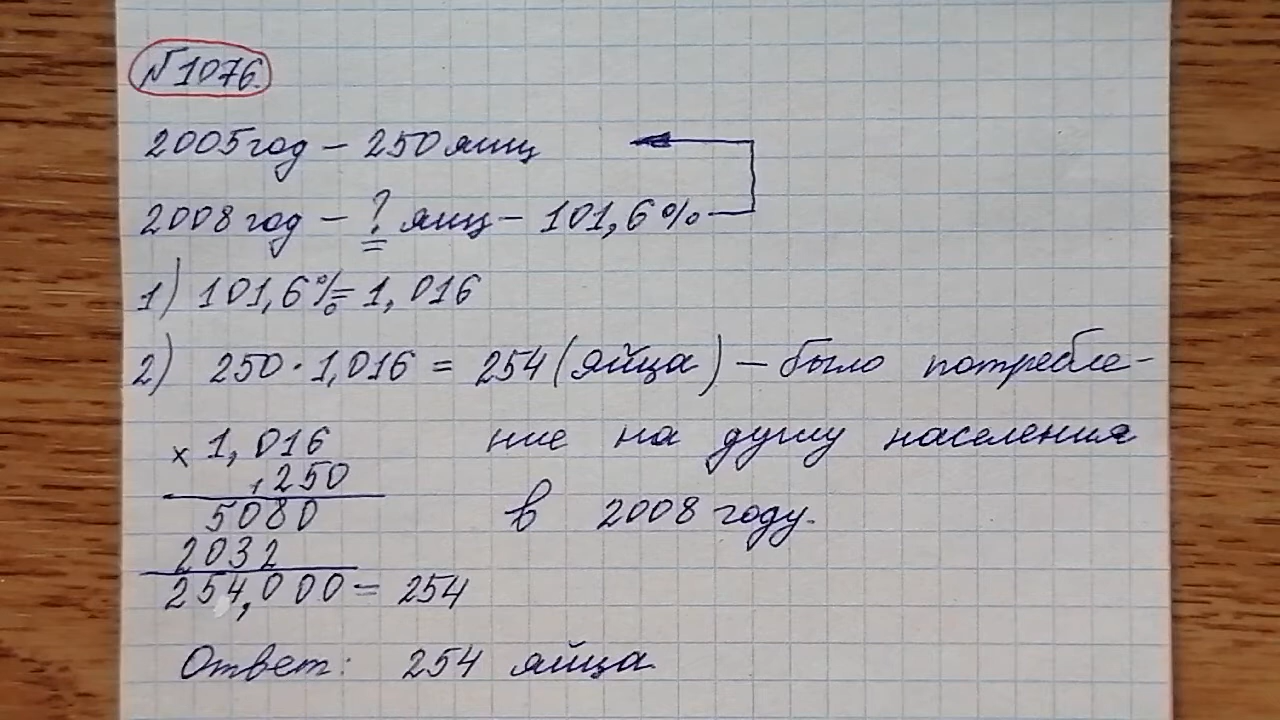 №1076.
2005 год – 250 яиц
2008 год – ? яиц – 101,6 %
1) 101,6% = 1,016
2) 250 · 1,016 = 254 (яйца) – было потребле-
ние на душу населения
в 2008 году.
× 1,016
250
5080
2032
254,000 = 254
Ответ: 254 яйца